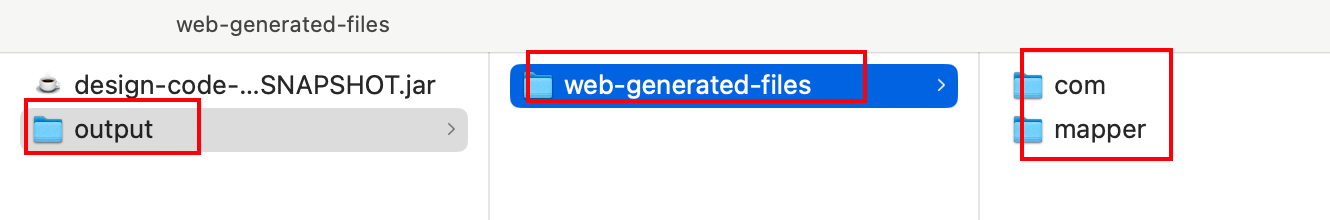 web-generated-files
design-code-...SNAPSHOT.jar
output
web-generated-files
com
mapper